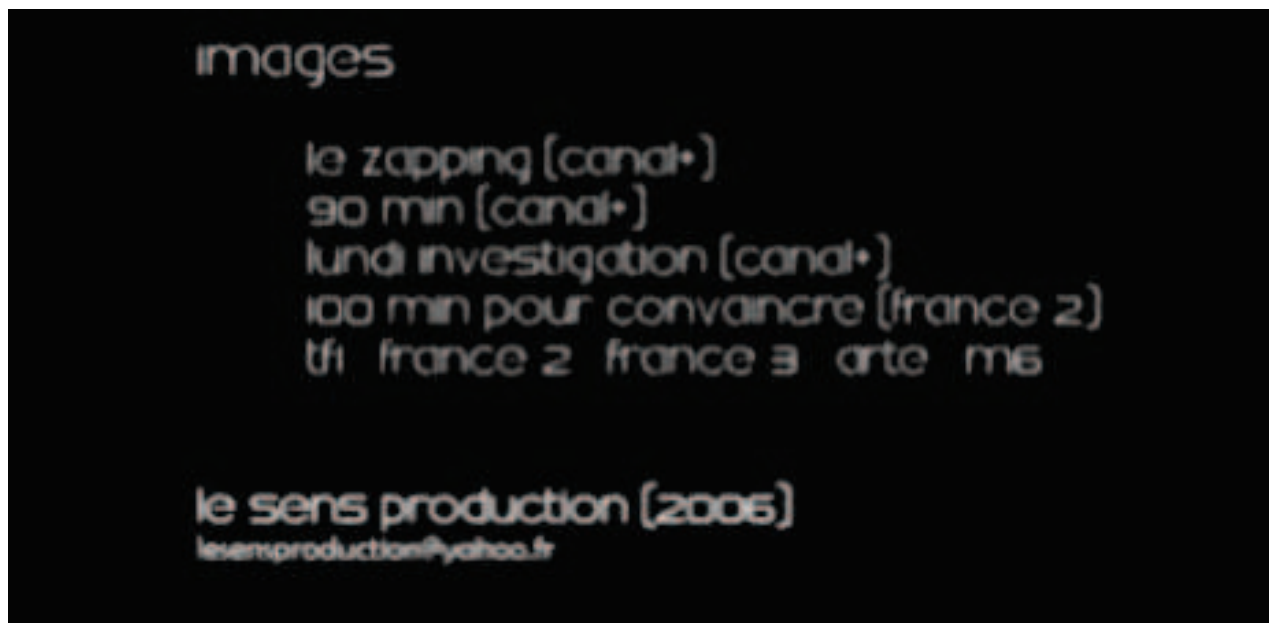 images
le zapping (canal+)
90 min (canal+)
lundi investigation (canal+)
100 min pour convaincre (france 2)
tf1 france 2 france 3 arte m6
le sens production (2006)
lesensproduction@yahoo.fr